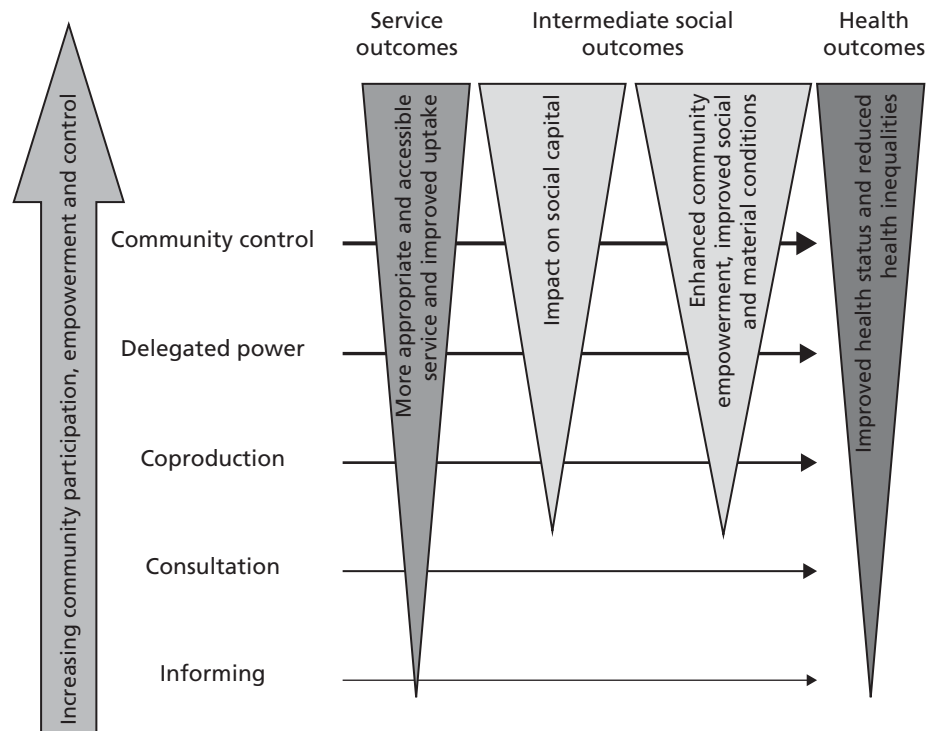 Service
outcomes
Intermediate social
outcomes
Health
outcomes
Increasing community participation, empowerment and control
Community control
Delegated power
Coproduction
Consultation
Informing
More appropriate and accessible
service and improved uptake
Impact on social capital
Enhanced community
empowerment, improved social
and material conditions
Improved health status and reduced
health inequalities